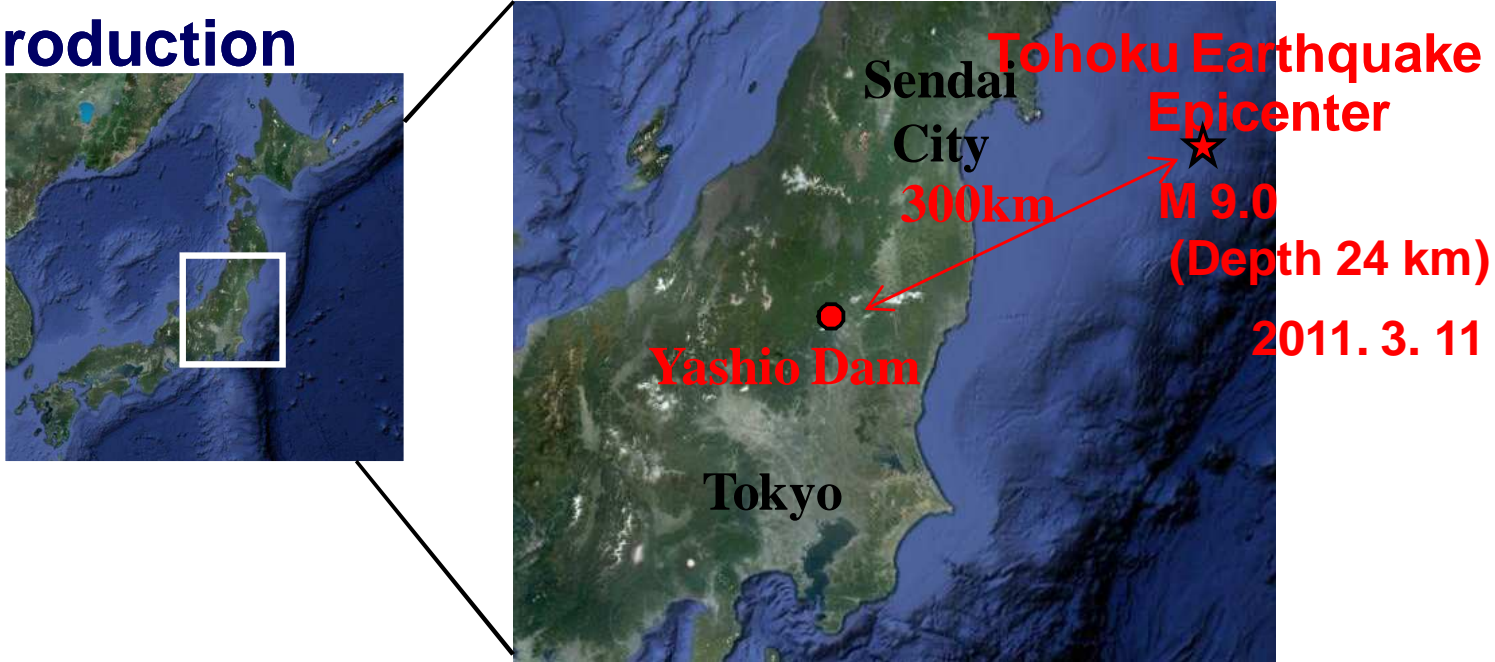 roduction
Tohoku Earthquake
Epicenter
Sendai
City
300km
M 9.0
(Depth 24 km)
2011. 3. 11
Yashio Dam
Tokyo